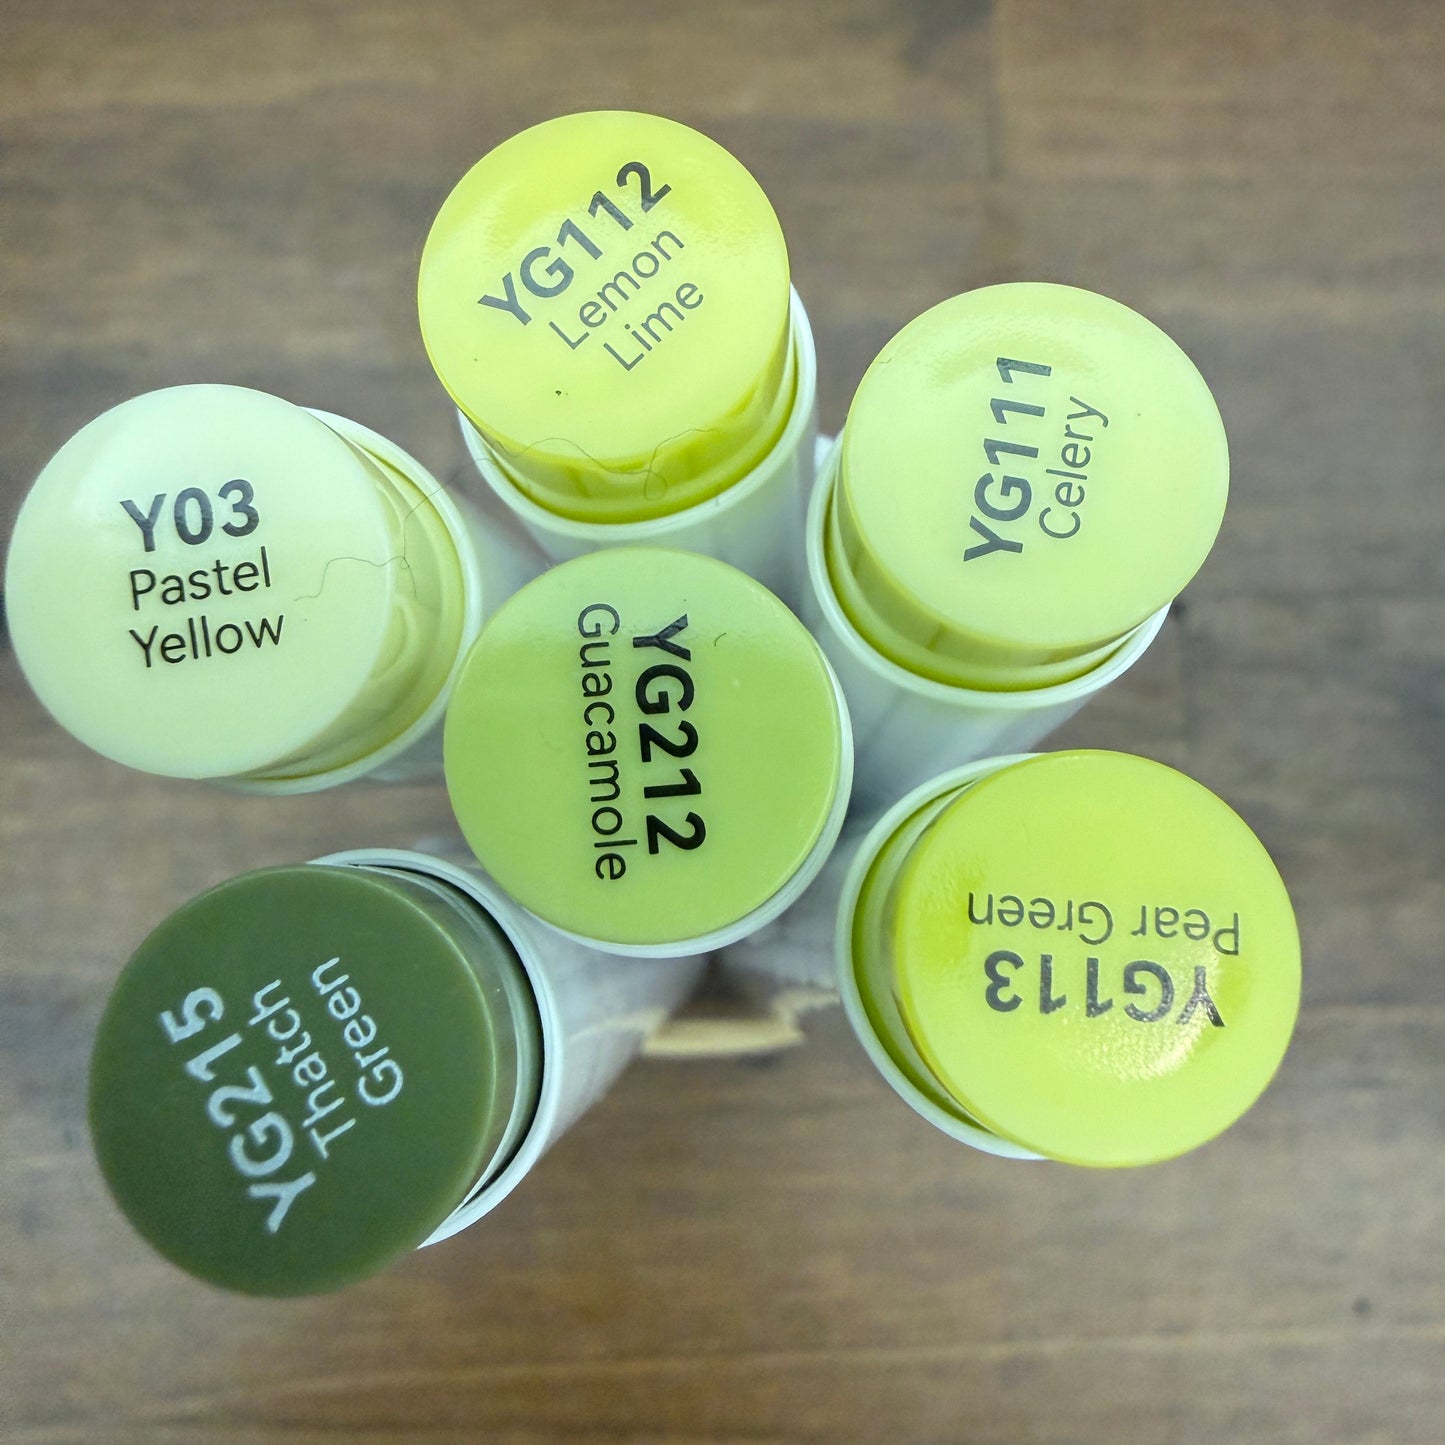 YG112
Lemon
Lime
YG111
Celery
Y03
Pastel
Yellow
YG212
Guacamole
YG113
Pear Green
YG215
Thatch
Green